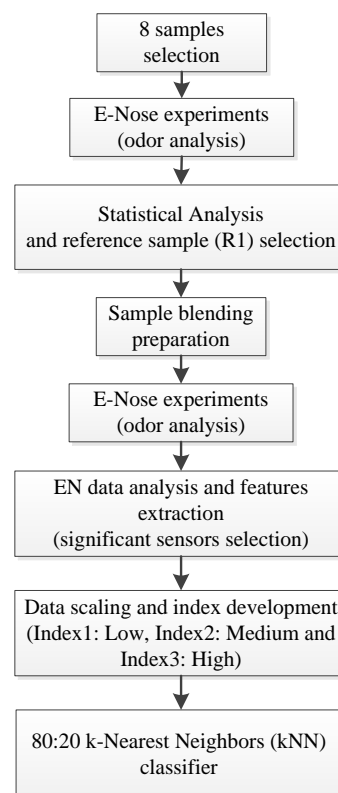 8 samples
selection
E-Nose experiments
(odor analysis)
Statistical Analysis
and reference sample (R1) selection
Sample blending
preparation
E-Nose experiments
(odor analysis)
EN data analysis and features
extraction
(significant sensors selection)
Data scaling and index development
(Index1: Low, Index2: Medium and
Index3: High)
80:20 k-Nearest Neighbors (kNN)
classifier